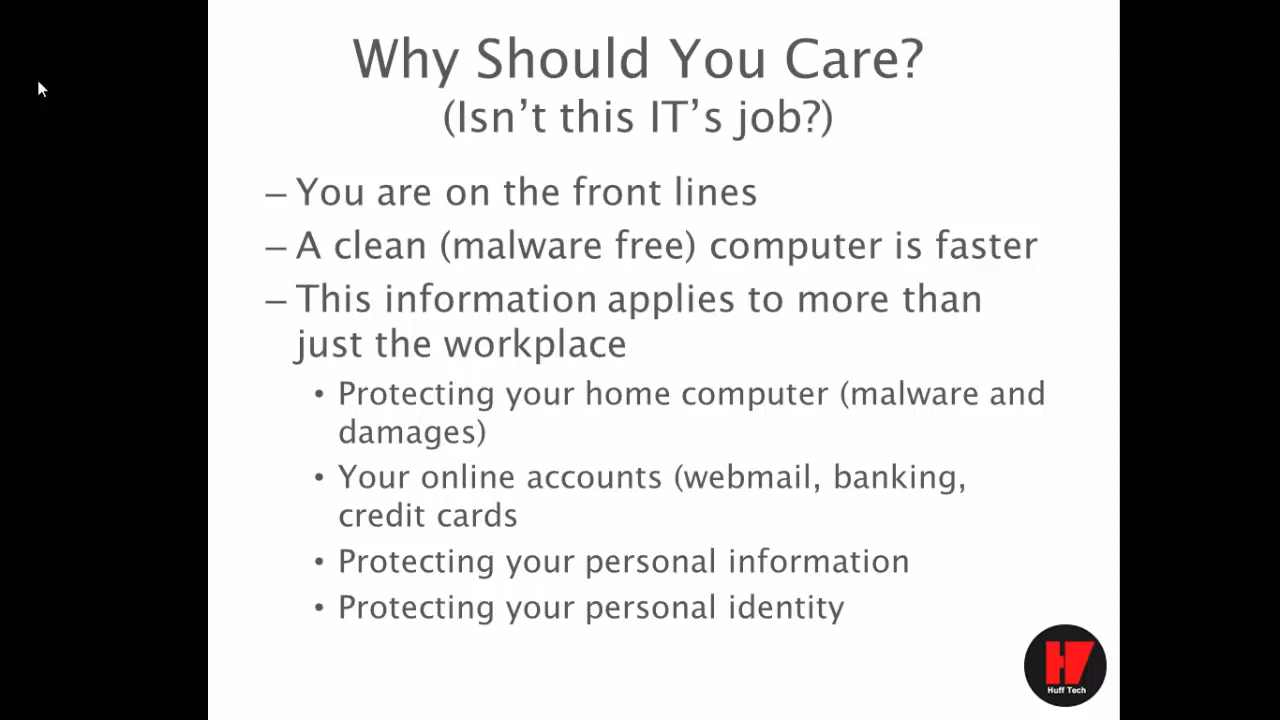 Why Should You Care?
(Isn't this IT's job?)
– You are on the front lines
– A clean (malware free) computer is faster
– This information applies to more than
just the workplace
• Protecting your home computer (malware and
damages)
• Your online accounts (webmail, banking,
credit cards
• Protecting your personal information
• Protecting your personal identity
H7
Huff Tech